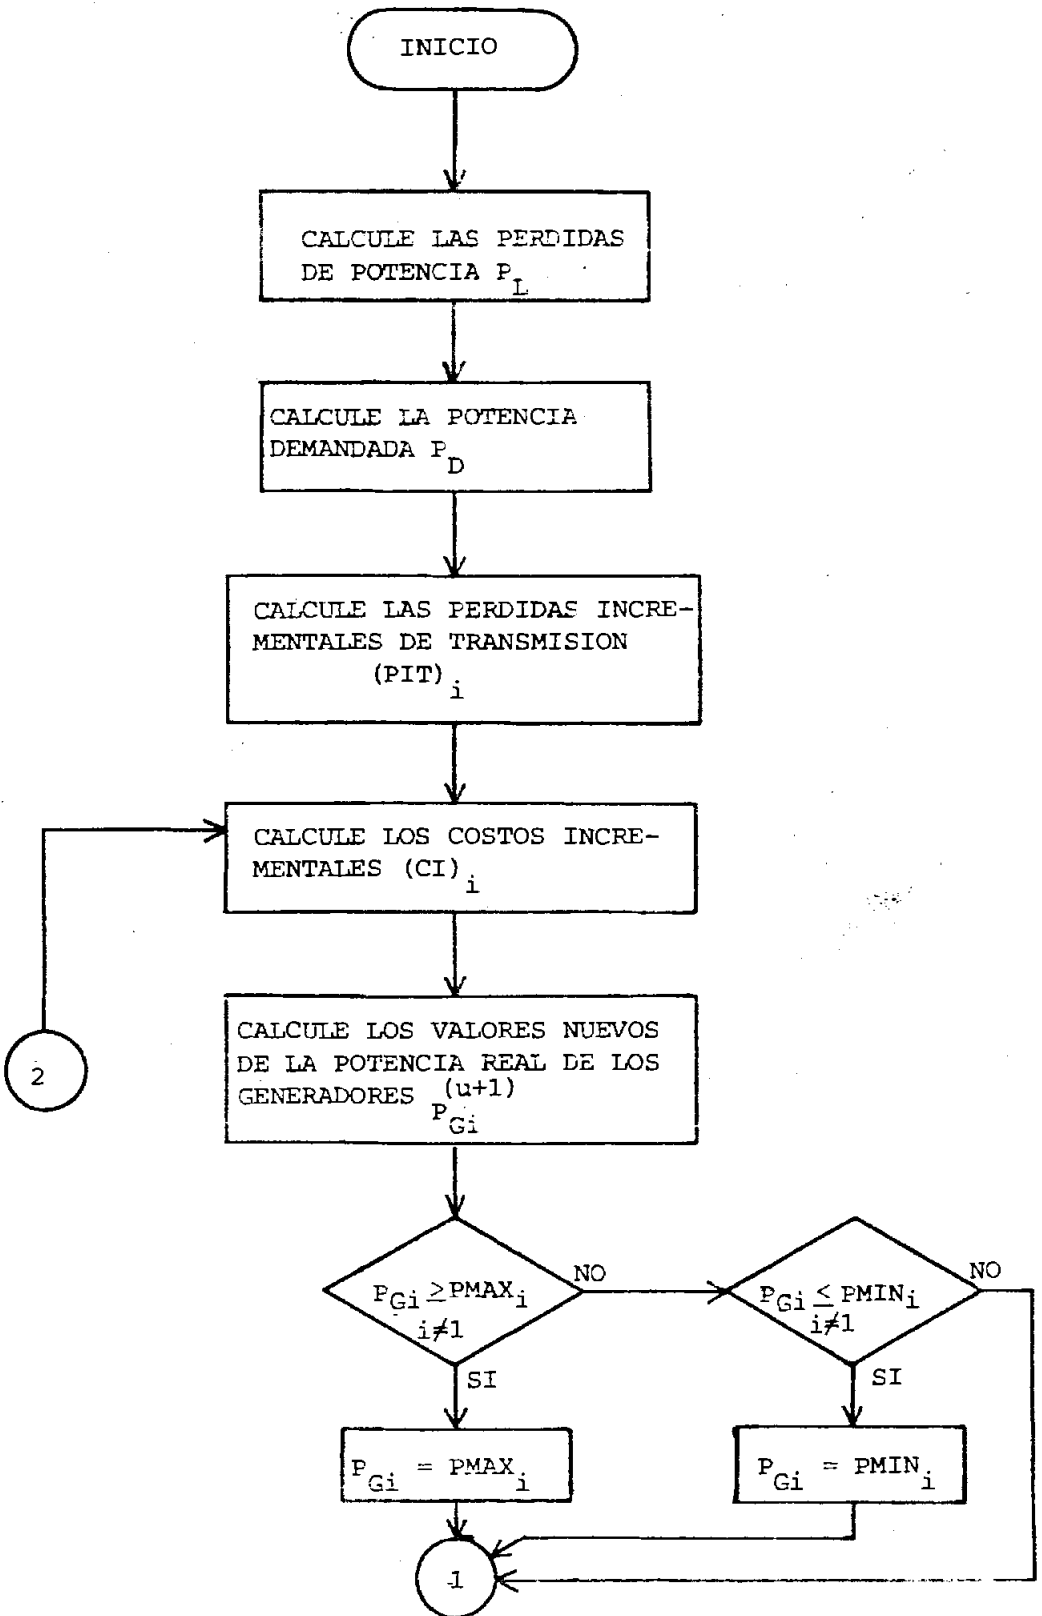 INICIO
CALCULE LAS PERDIDAS
DE POTENCIA P_L
CALCULE LA POTENCIA
DEMANDADA P_D
CALCULE LAS PERDIDAS INCRE-
MENTALES DE TRANSMISION
(PIT)_i
CALCULE LOS COSTOS INCRE-
MENTALES (CI)_i
2
CALCULE LOS VALORES NUEVOS
DE LA POTENCIA REAL DE LOS
GENERADORES P_Gi^(u+1)
P_Gi ≥ PMAX_i
i≠1
NO
P_Gi ≤ PMIN_i
i≠1
NO
SI
SI
P_Gi = PMAX_i
P_Gi = PMIN_i
1